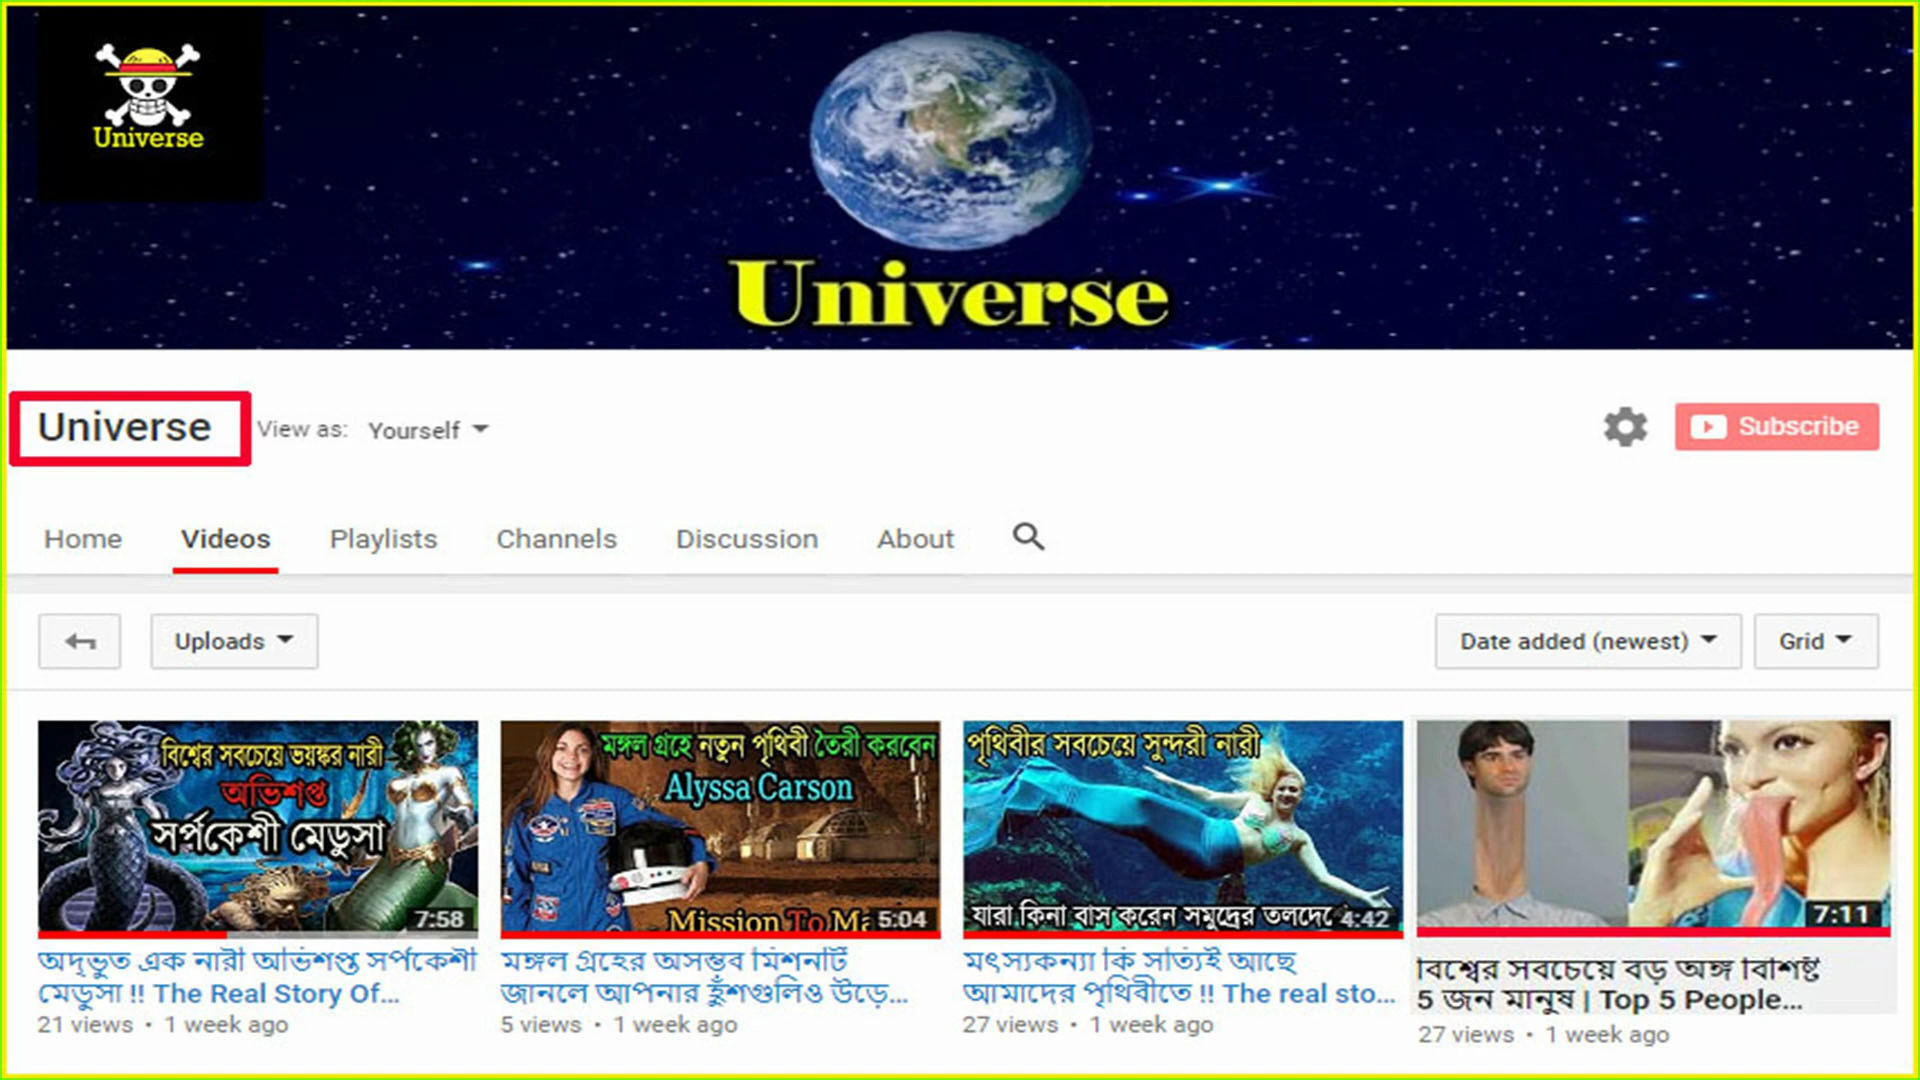 Universe
Universe
Universe View as: Yourself
Subscribe
Home Videos Playlists Channels Discussion About
Uploads
Date added (newest) Grid
বিশ্বের সবচেয়ে ভয়ঙ্কর নারী
অভিশপ্ত
সর্পকেশী মেডুসা
7:58
অদ্ভুত এক নারী অভিশপ্ত সর্পকেশী
মেডুসা !! The Real Story Of...
21 views • 1 week ago
মঙ্গল গ্রহে নতুন পৃথিবী তৈরী করবেন
Alyssa Carson
Mission To Ma
5:04
মঙ্গল গ্রহের অসম্ভব মিশনটি
জানলে আপনার হুঁশগুলিও উড়ে...
5 views • 1 week ago
পৃথিবীর সবচেয়ে সুন্দরী নারী
যারা কিনা বাস করেন সমুদ্রের তলদে
4:42
মৎস্যকন্যা কি সত্যিই আছে
আমাদের পৃথিবীতে !! The real sto...
27 views • 1 week ago
7:11
বিশ্বের সবচেয়ে বড় অঙ্গ বিশিষ্ট
5 জন মানুষ | Top 5 People...
27 views • 1 week ago